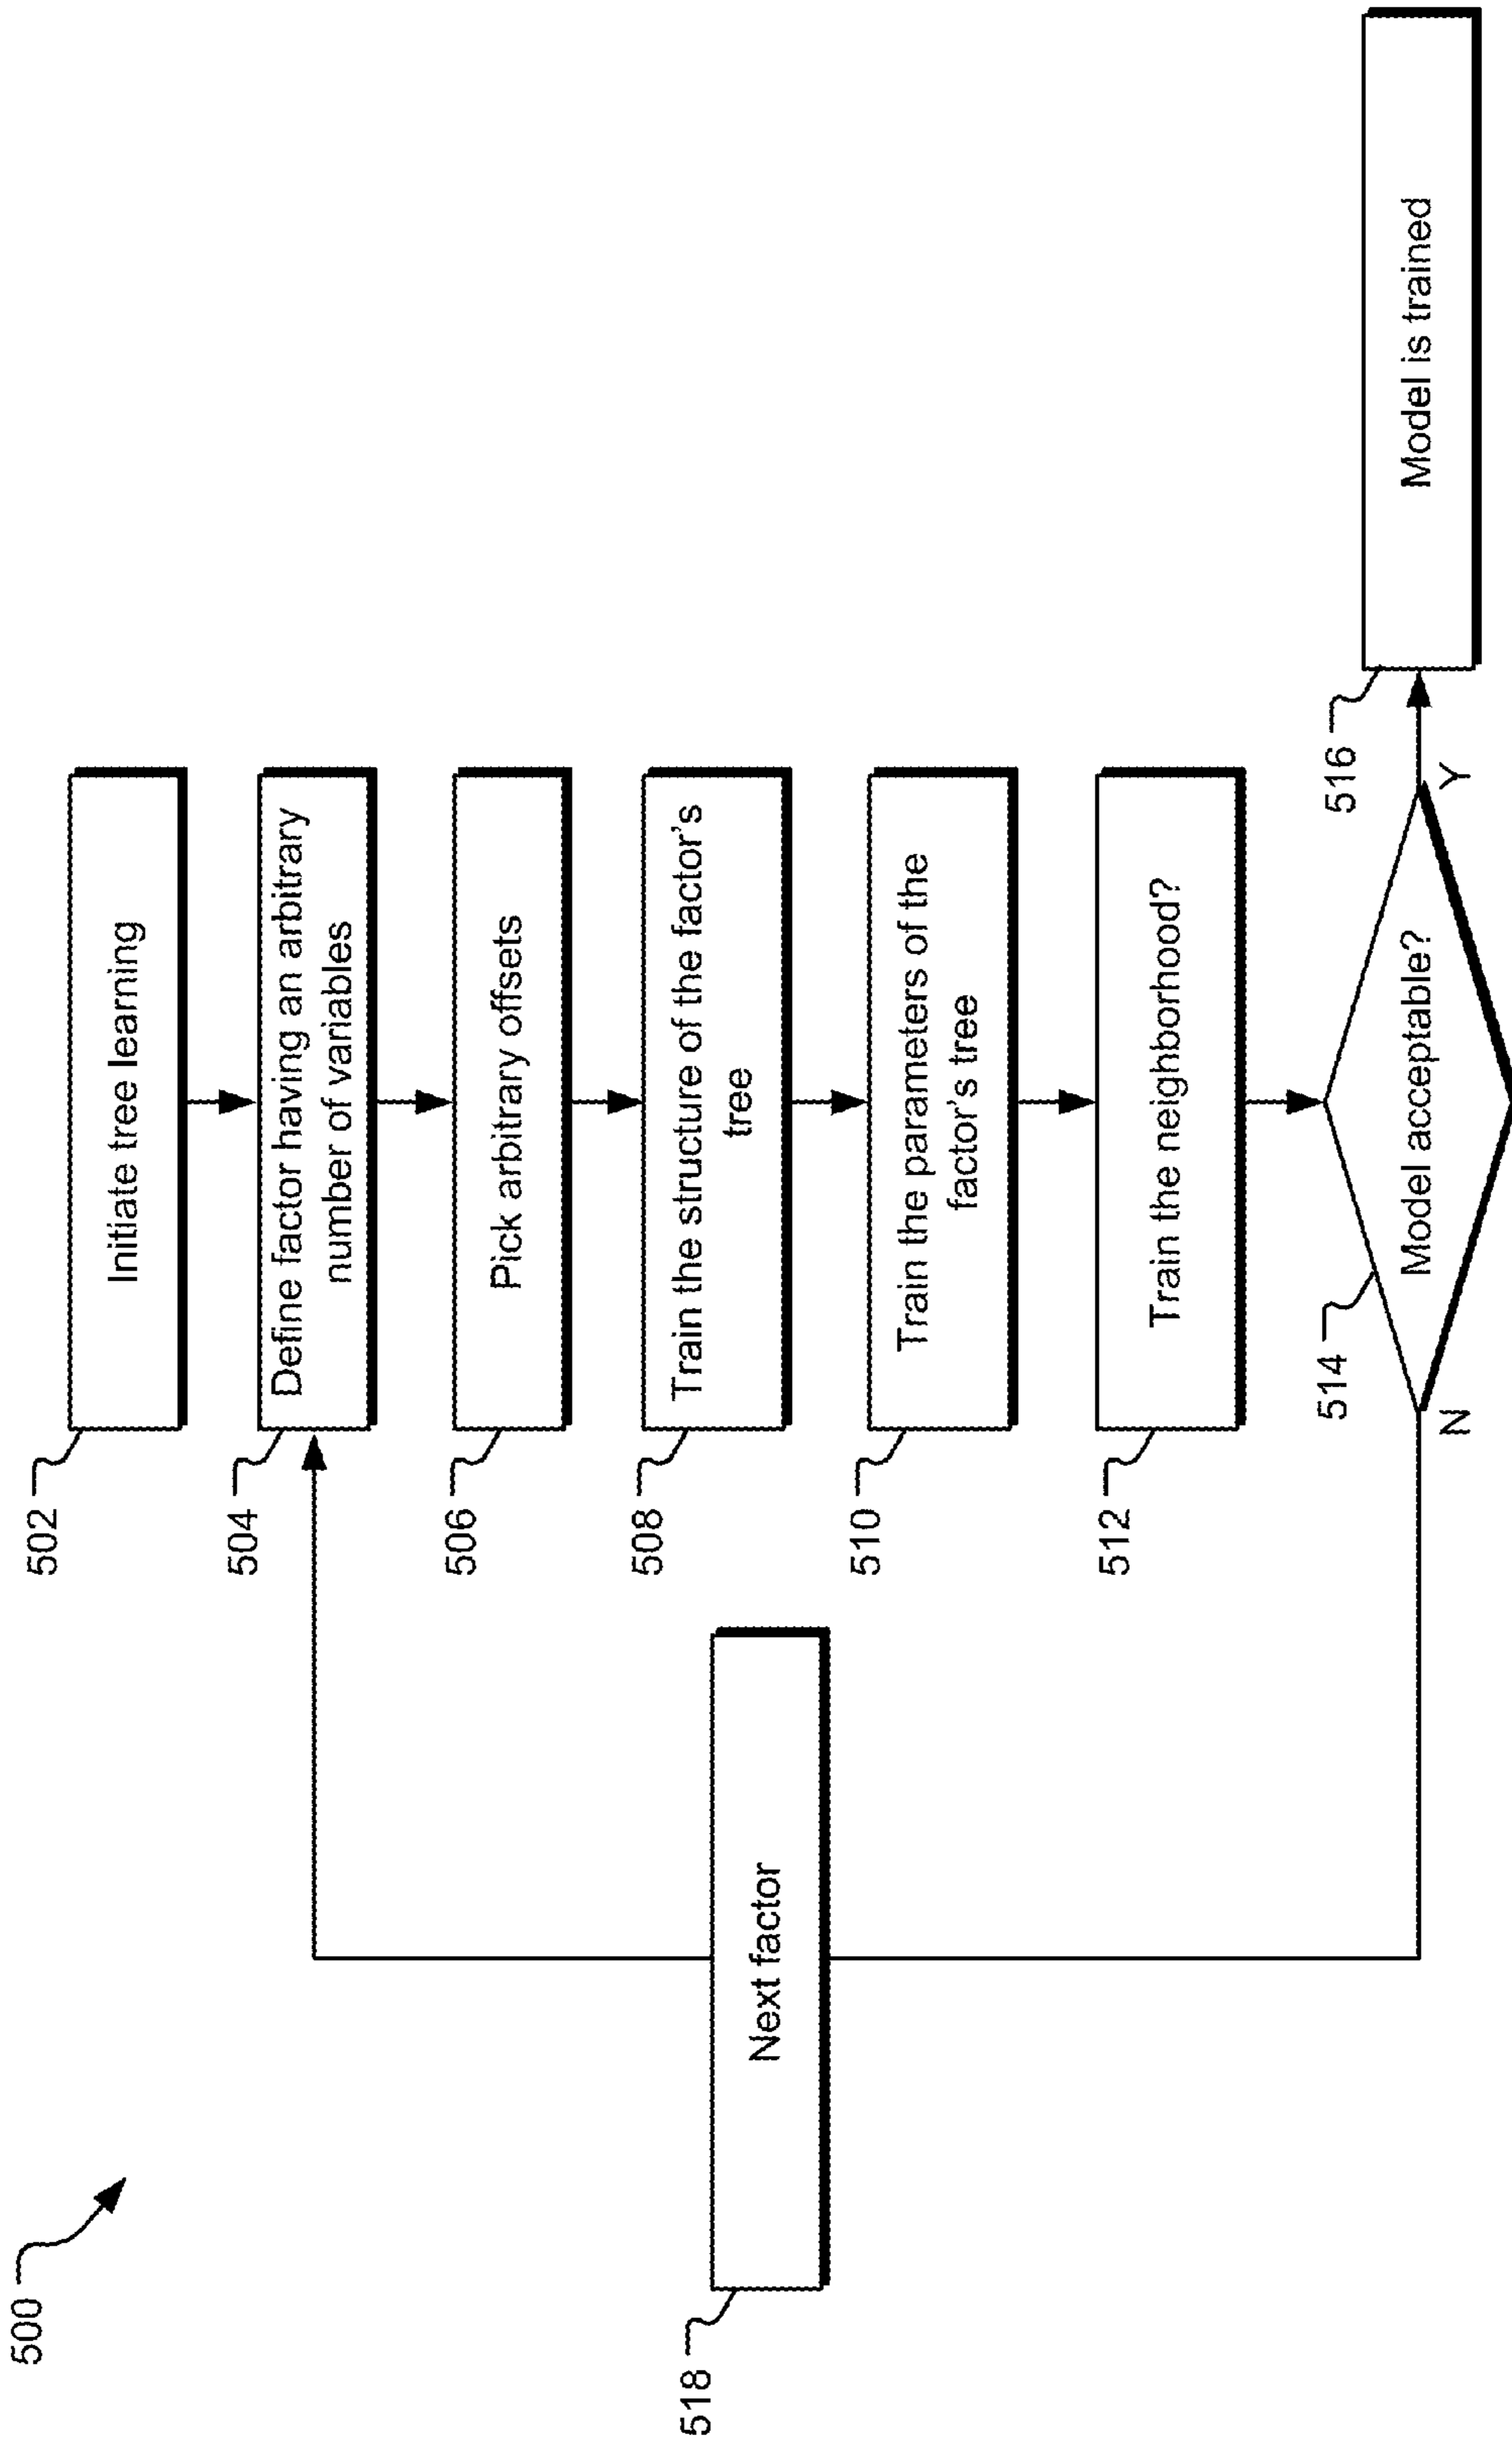 500
502
Initiate tree learning
504
Define factor having an arbitrary
number of variables
506
Pick arbitrary offsets
508
Train the structure of the factor's
tree
510
Train the parameters of the
factor's tree
512
Train the neighborhood?
514
Model acceptable?
N
Y
516
Model is trained
518
Next factor